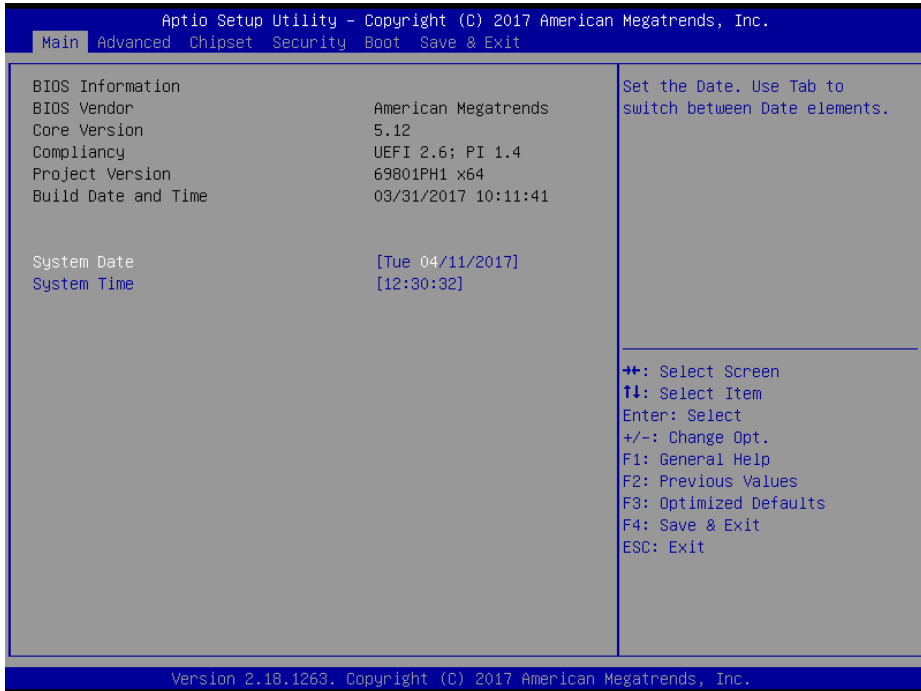 Aptio Setup Utility – Copyright (C) 2017 American Megatrends, Inc.
Main Advanced Chipset Security Boot Save & Exit
BIOS Information
BIOS Vendor American Megatrends
Core Version 5.12
Compliancy UEFI 2.6; PI 1.4
Project Version 69801PH1 x64
Build Date and Time 03/31/2017 10:11:41
System Date [Tue 04/11/2017]
System Time [12:30:32]
Set the Date. Use Tab to
switch between Date elements.
→←: Select Screen
↑↓: Select Item
Enter: Select
+/-: Change Opt.
F1: General Help
F2: Previous Values
F3: Optimized Defaults
F4: Save & Exit
ESC: Exit
Version 2.18.1263. Copyright (C) 2017 American Megatrends, Inc.